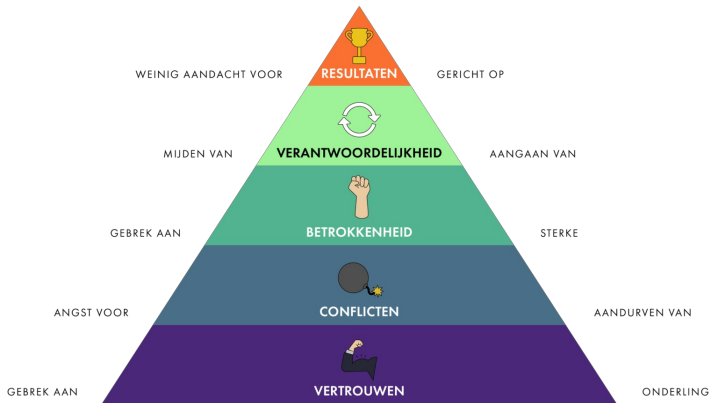 WEINIG AANDACHT VOOR RESULTATEN GERICHT OP
MIJDEN VAN VERANTWOORDELIJKHEID AANGAAN VAN
GEBREK AAN BETROKKENHEID STERKE
ANGST VOOR CONFLICTEN AANDURVEN VAN
GEBREK AAN VERTROUWEN ONDERLING